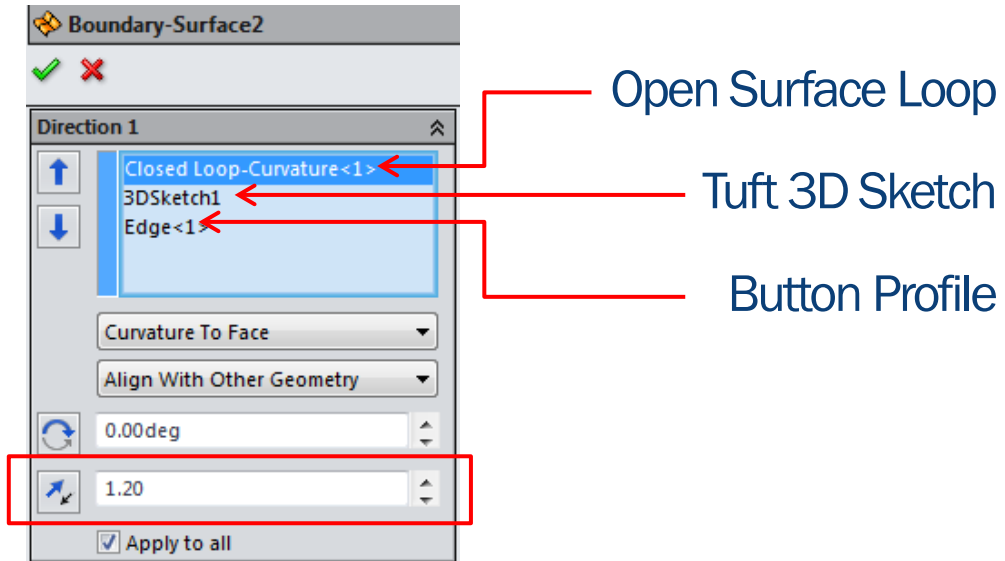 Boundary-Surface2
Direction 1
Closed Loop-Curvature<1>
3DSketch1
Edge<1>
Curvature To Face
Align With Other Geometry
0.00deg
1.20
Apply to all
Open Surface Loop
Tuft 3D Sketch
Button Profile